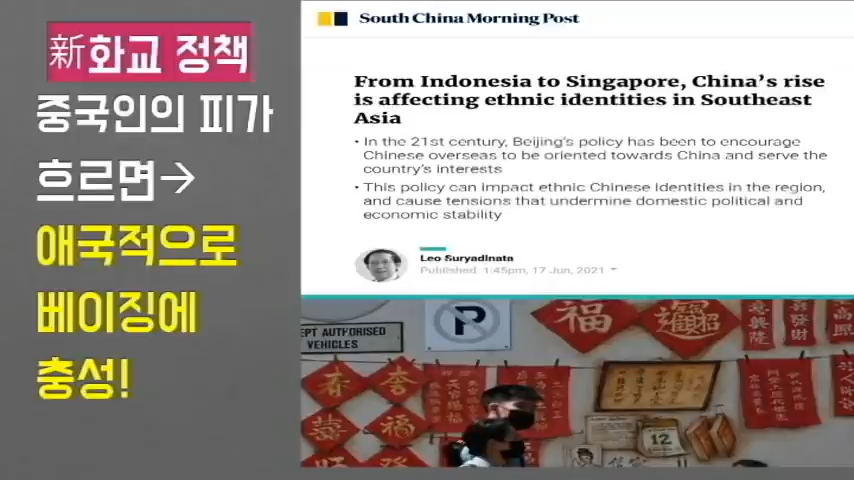 新화교 정책
중국인의 피가
흐르면→
애국적으로
베이징에
충성!
South China Morning Post
From Indonesia to Singapore, China's rise
is affecting ethnic identities in Southeast
Asia
• In the 21st century, Beijing's policy has been to encourage
Chinese overseas to be oriented towards China and serve the
country's interests
• This policy can impact ethnic Chinese identities in the region,
and cause tensions that undermine domestic political and
economic stability
Leo Suryadinata
Published: 1:45pm, 17 Jun, 2021
EPT AUTHORISED
VEHICLES
P
福
春
福
12